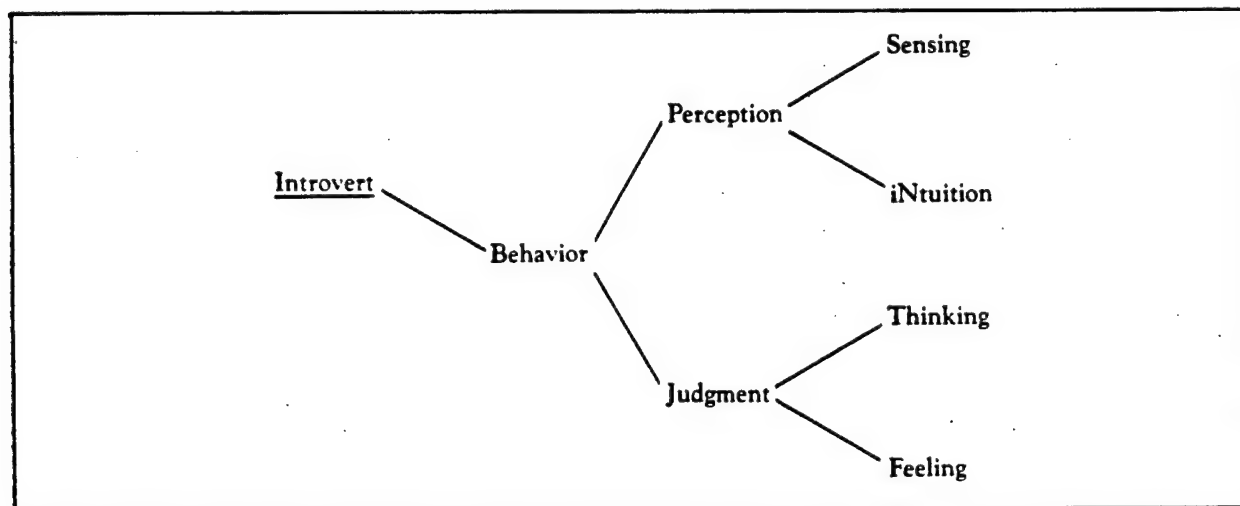 Sensing
Perception
Introvert
iNtuition
Behavior
Thinking
Judgment
Feeling